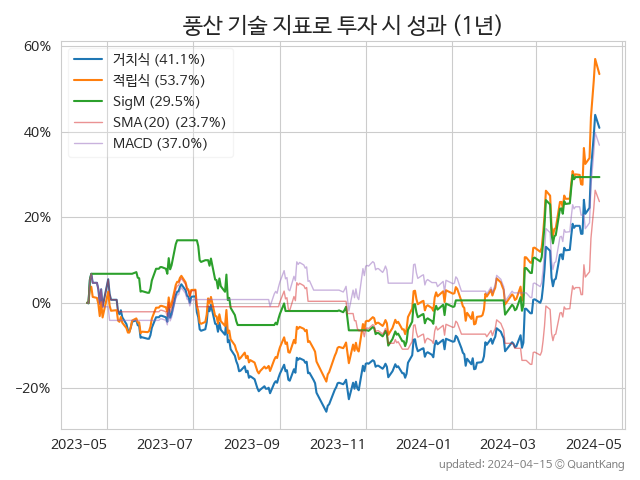 풍산 기술 지표로 투자 시 성과 (1년)
거치식 (41.1%)
적립식 (53.7%)
SigM (29.5%)
SMA(20) (23.7%)
MACD (37.0%)
60%
40%
20%
0%
−20%
2023-05 2023-07 2023-09 2023-11 2024-01 2024-03 2024-05
updated: 2024-04-15 © QuantKang